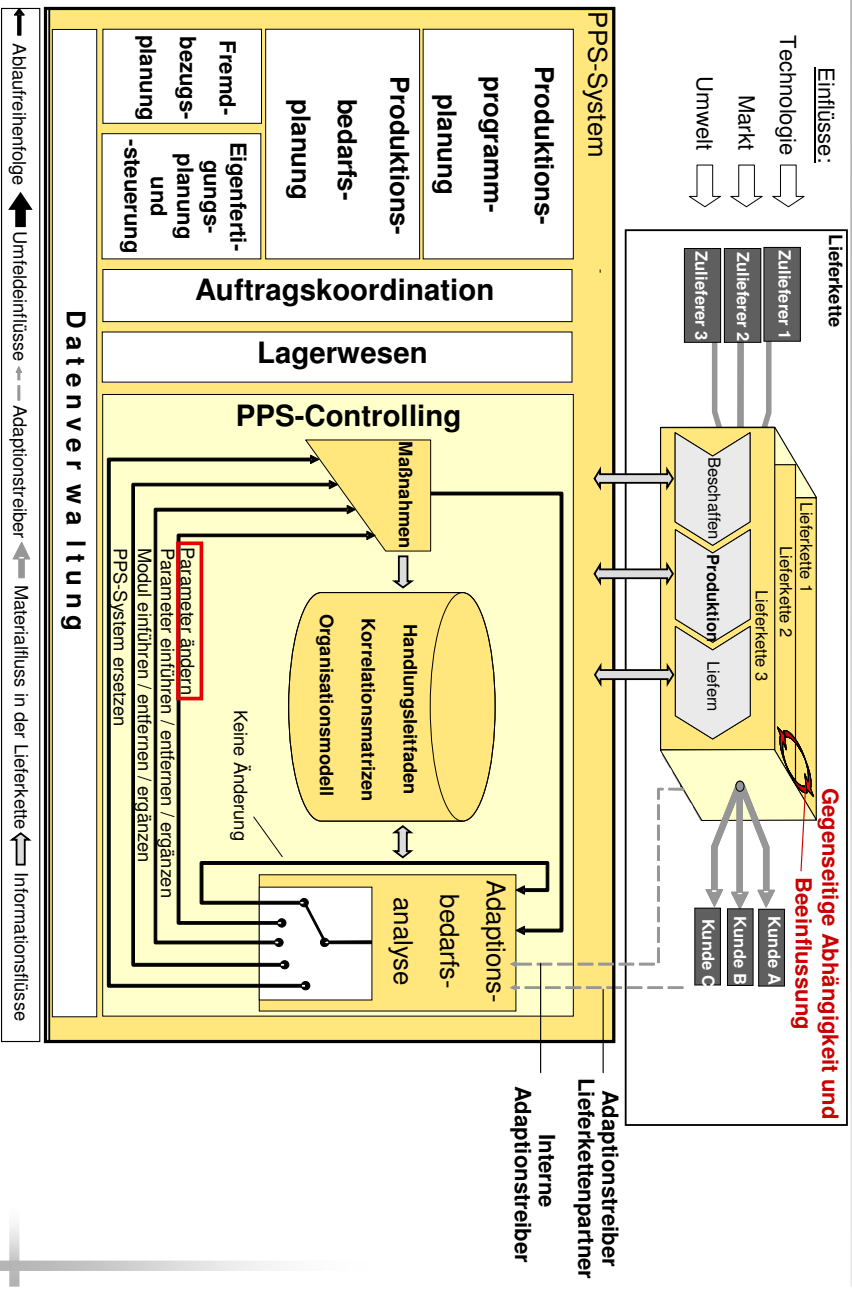 Einflüsse:
Technologie
Markt
Umwelt
Lieferkette
Zulieferer 1
Zulieferer 2
Zulieferer 3
Lieferkette 1
Lieferkette 2
Lieferkette 3
Beschaffen
Produktion
Liefern
Gegenseitige Abhängigkeit und
Beeinflussung
Kunde A
Kunde B
Kunde C
PPS-System
Produktions-
programm-
planung
Produktions-
bedarfs-
planung
Fremd-
bezugs-
planung
Eigenferti-
gungs-
planung
und
-steuerung
Auftragskoordination
Lagerwesen
PPS-Controlling
Maßnahmen
Handlungsleitfaden
Korrelationsmatrizen
Organisationsmodell
Adaptions-
bedarfs-
analyse
Keine Änderung
Parameter ändern
Parameter einführen / entfernen / ergänzen
Modul einführen / entfernen / ergänzen
PPS-System ersetzen
Adaptionstreiber
Lieferkettenpartner
Interne
Adaptionstreiber
Datenverwaltung
Ablaufreihenfolge Umfeldeinflüsse Adaptionstreiber Materialfluss in der Lieferkette Informationsflüsse